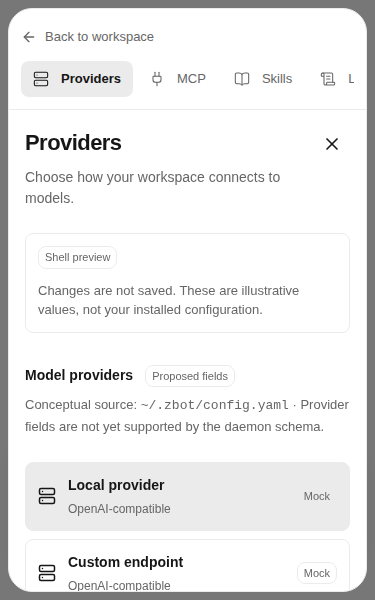 Back to workspace
Providers MCP Skills L
Providers
Choose how your workspace connects to
models.
Shell preview
Changes are not saved. These are illustrative
values, not your installed configuration.
Model providers Proposed fields
Conceptual source: ~/.zbot/config.yaml · Provider
fields are not yet supported by the daemon schema.
Local provider
OpenAI-compatible
Mock
Custom endpoint
OpenAI-compatible
Mock